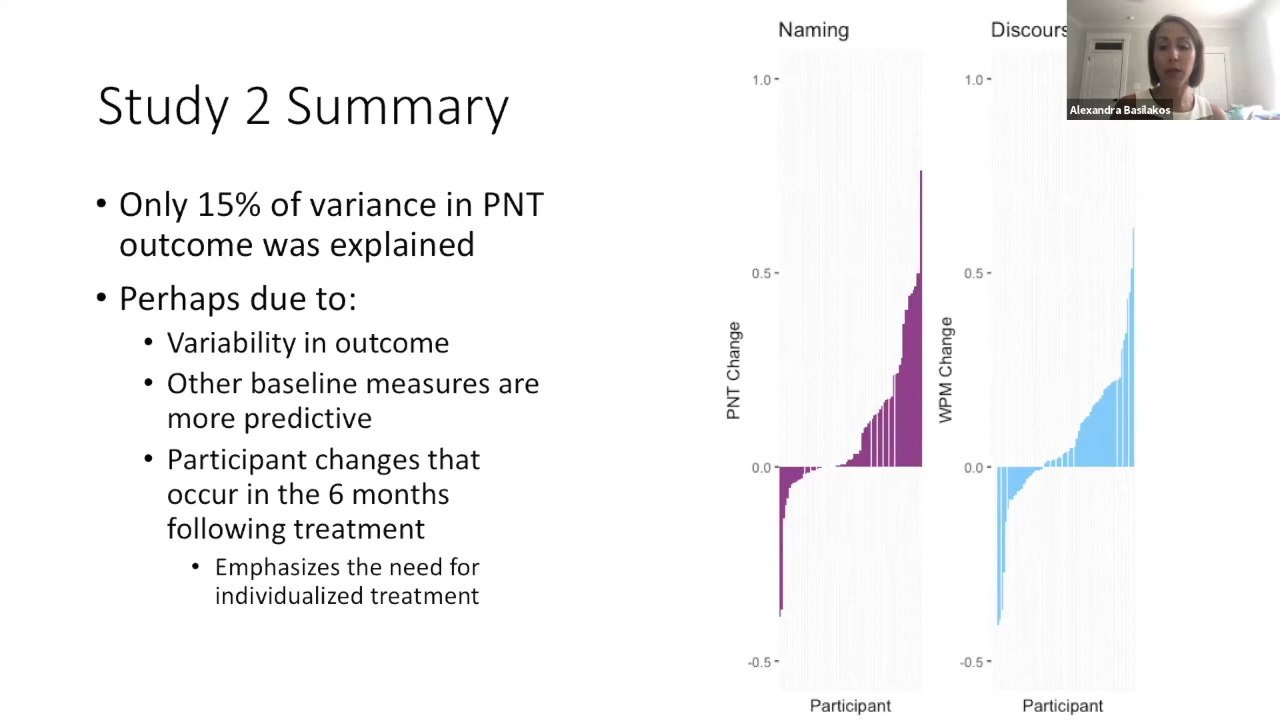 Study 2 Summary
• Only 15% of variance in PNT
outcome was explained
• Perhaps due to:
• Variability in outcome
• Other baseline measures are
more predictive
• Participant changes that
occur in the 6 months
following treatment
• Emphasizes the need for
individualized treatment
Naming
1.0
0.5
0.0
-0.5
PNT Change
Participant
Discours
1.0
0.5
0.0
-0.5
WPM Change
Participant
Alexandra Basilakos